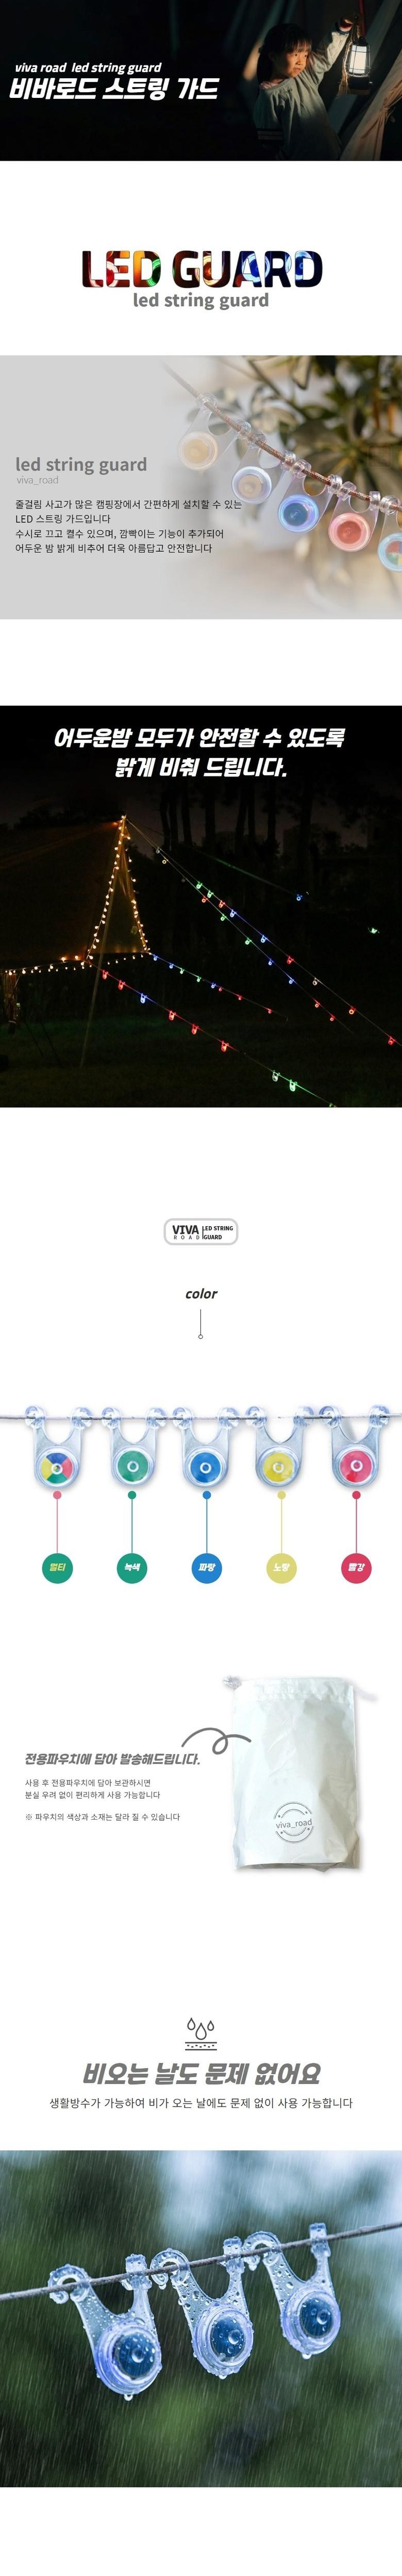 viva road led string guard
비바로드 스트링 가드
LED GUARD
led string guard
led string guard
viva_road
줄걸림 사고가 많은 캠핑장에서 간편하게 설치할 수 있는
LED 스트링 가드입니다
수시로 끄고 켤수 있으며, 깜빡이는 기능이 추가되어
어두운 밤 밝게 비추어 더욱 아름답고 안전합니다
어두운밤 모두가 안전할 수 있도록
밝게 비춰 드립니다.
VIVA LED STRING
ROAD GUARD
color
멀티 녹색 파랑 노랑 빨강
전용파우치에 담아 발송해드립니다.
사용 후 전용파우치에 담아 보관하시면
분실 우려 없이 편리하게 사용 가능합니다
※ 파우치의 색상과 소재는 달라 질 수 있습니다
viva_road
비오는 날도 문제 없어요
생활방수가 가능하여 비가 오는 날에도 문제 없이 사용 가능합니다